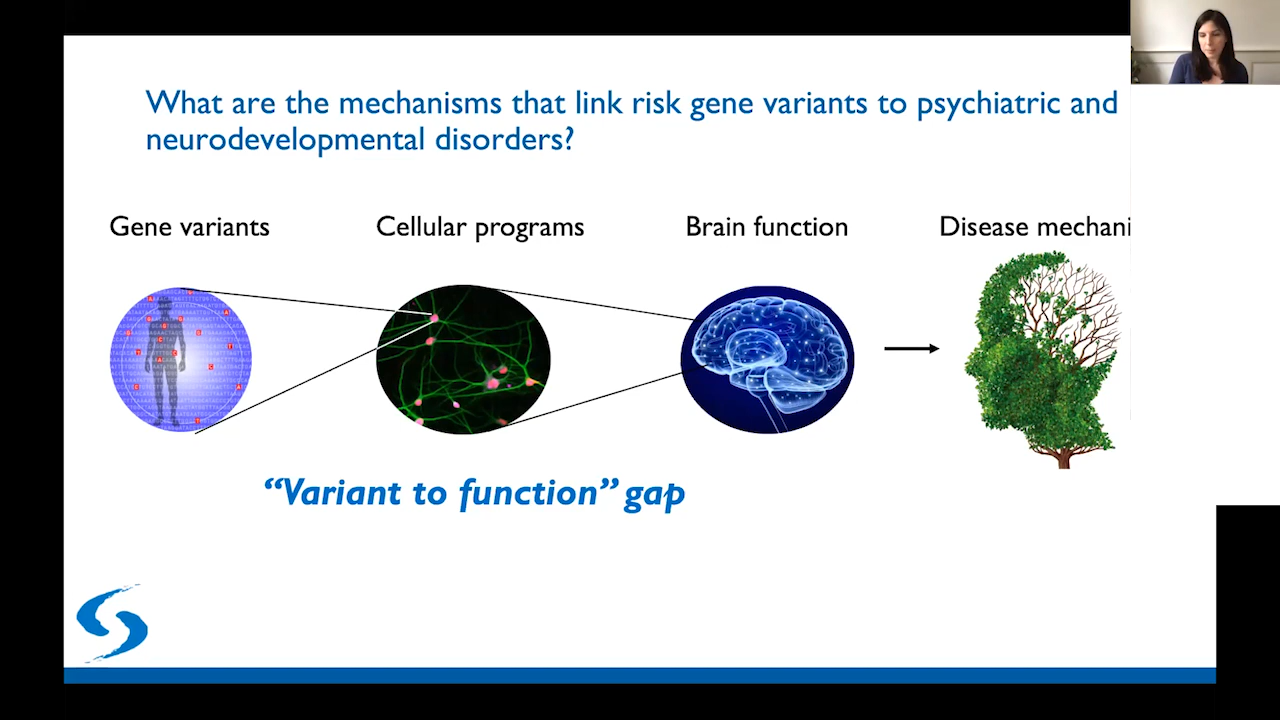 What are the mechanisms that link risk gene variants to psychiatric and
neurodevelopmental disorders?
Gene variants
Cellular programs
Brain function
Disease mechani
“Variant to function” gap